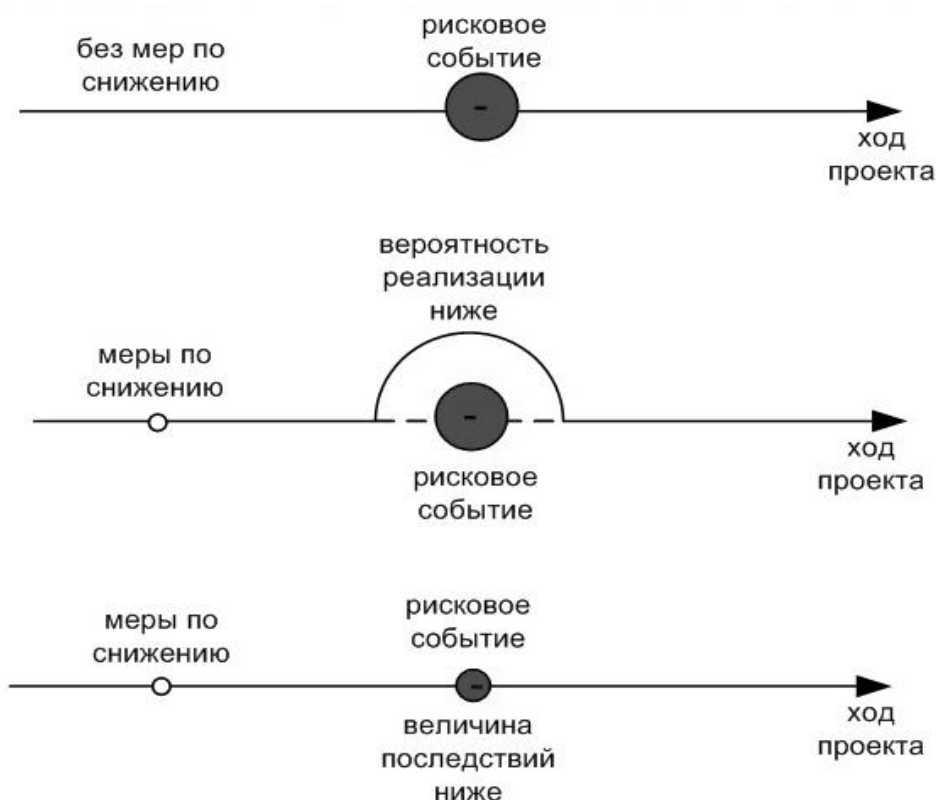 без мер по
снижению
рисковое
событие
-
ход
проекта
вероятность
реализации
ниже
меры по
снижению
-
рисковое
событие
ход
проекта
меры по
снижению
рисковое
событие
-
величина
последствий
ниже
ход
проекта